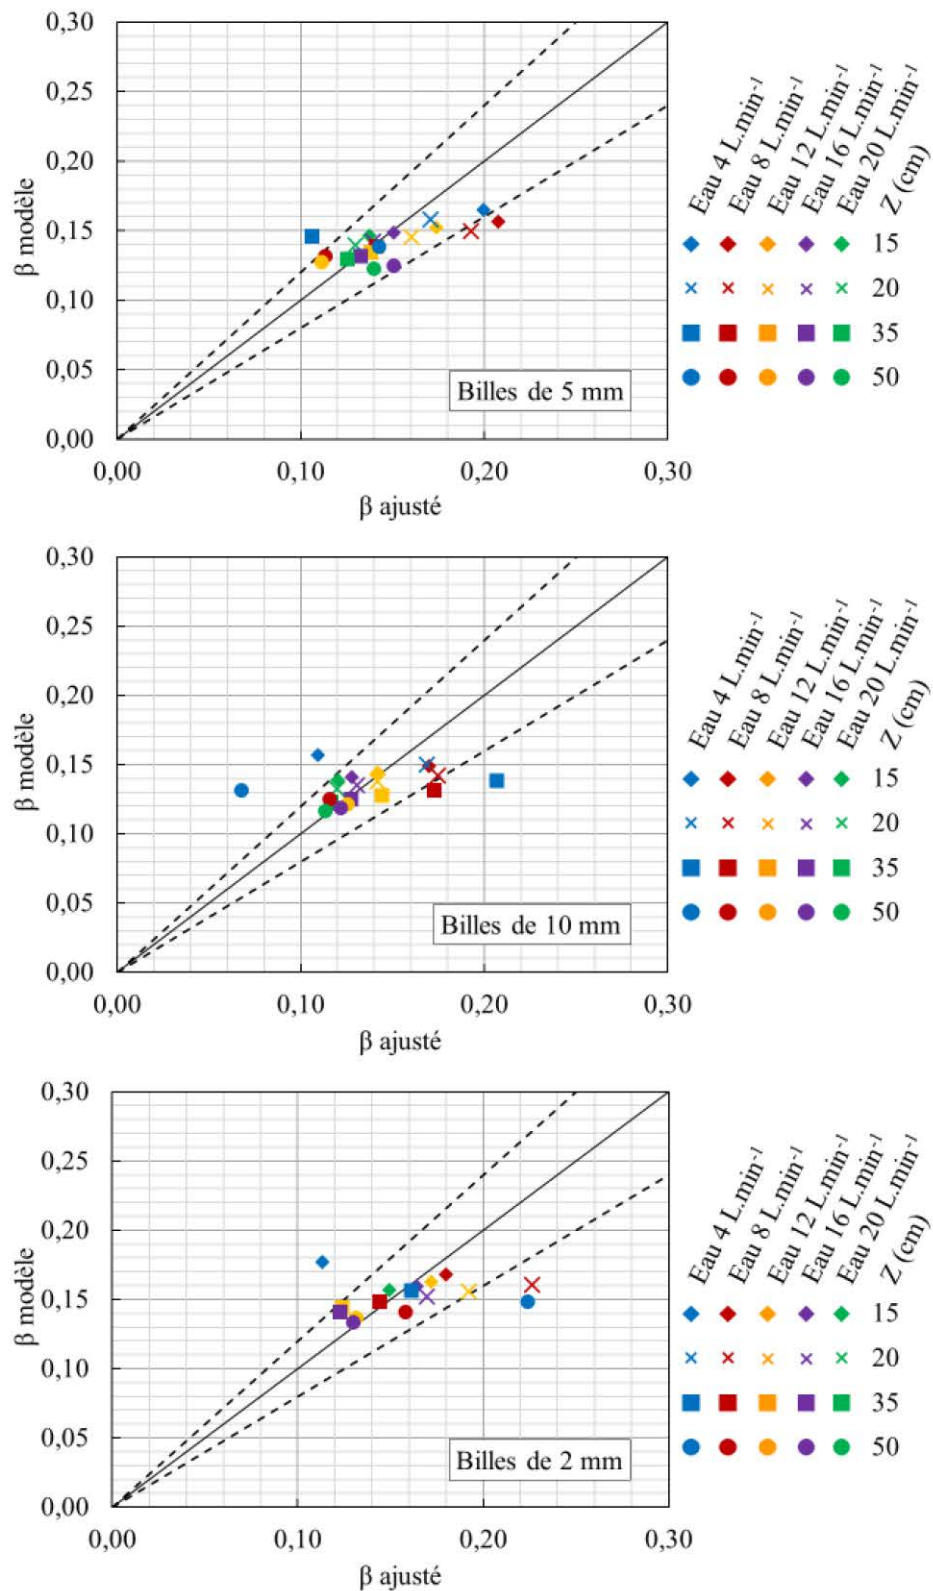 0,30
0,25
0,20
0,15
0,10
0,05
0,00
β modèle
0,00 0,10 0,20 0,30
β ajusté
Billes de 5 mm
Eau 4 L.min⁻¹
Eau 8 L.min⁻¹
Eau 12 L.min⁻¹
Eau 16 L.min⁻¹
Eau 20 L.min⁻¹
Z (cm)
15
20
35
50
0,30
0,25
0,20
0,15
0,10
0,05
0,00
β modèle
0,00 0,10 0,20 0,30
β ajusté
Billes de 10 mm
Eau 4 L.min⁻¹
Eau 8 L.min⁻¹
Eau 12 L.min⁻¹
Eau 16 L.min⁻¹
Eau 20 L.min⁻¹
Z (cm)
15
20
35
50
0,30
0,25
0,20
0,15
0,10
0,05
0,00
β modèle
0,00 0,10 0,20 0,30
β ajusté
Billes de 2 mm
Eau 4 L.min⁻¹
Eau 8 L.min⁻¹
Eau 12 L.min⁻¹
Eau 16 L.min⁻¹
Eau 20 L.min⁻¹
Z (cm)
15
20
35
50